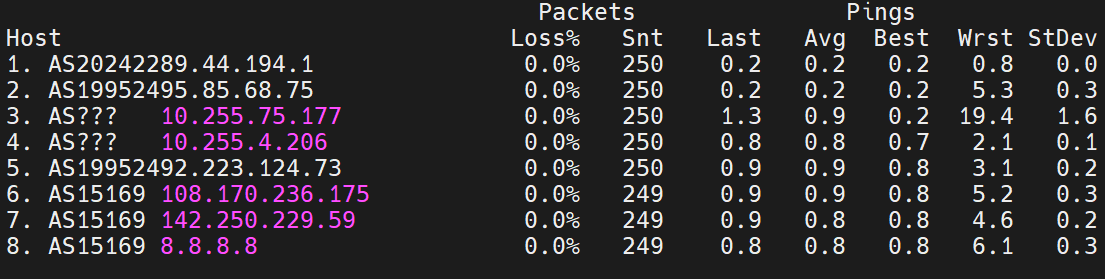 Packets Pings
Host Loss% Snt Last Avg Best Wrst StDev
1. AS20242289.44.194.1 0.0% 250 0.2 0.2 0.2 0.8 0.0
2. AS19952495.85.68.75 0.0% 250 0.2 0.2 0.2 5.3 0.3
3. AS??? 10.255.75.177 0.0% 250 1.3 0.9 0.2 19.4 1.6
4. AS??? 10.255.4.206 0.0% 250 0.8 0.8 0.7 2.1 0.1
5. AS19952492.223.124.73 0.0% 250 0.9 0.9 0.8 3.1 0.2
6. AS15169 108.170.236.175 0.0% 249 0.9 0.9 0.8 5.2 0.3
7. AS15169 142.250.229.59 0.0% 249 0.9 0.8 0.8 4.6 0.2
8. AS15169 8.8.8.8 0.0% 249 0.8 0.8 0.8 6.1 0.3